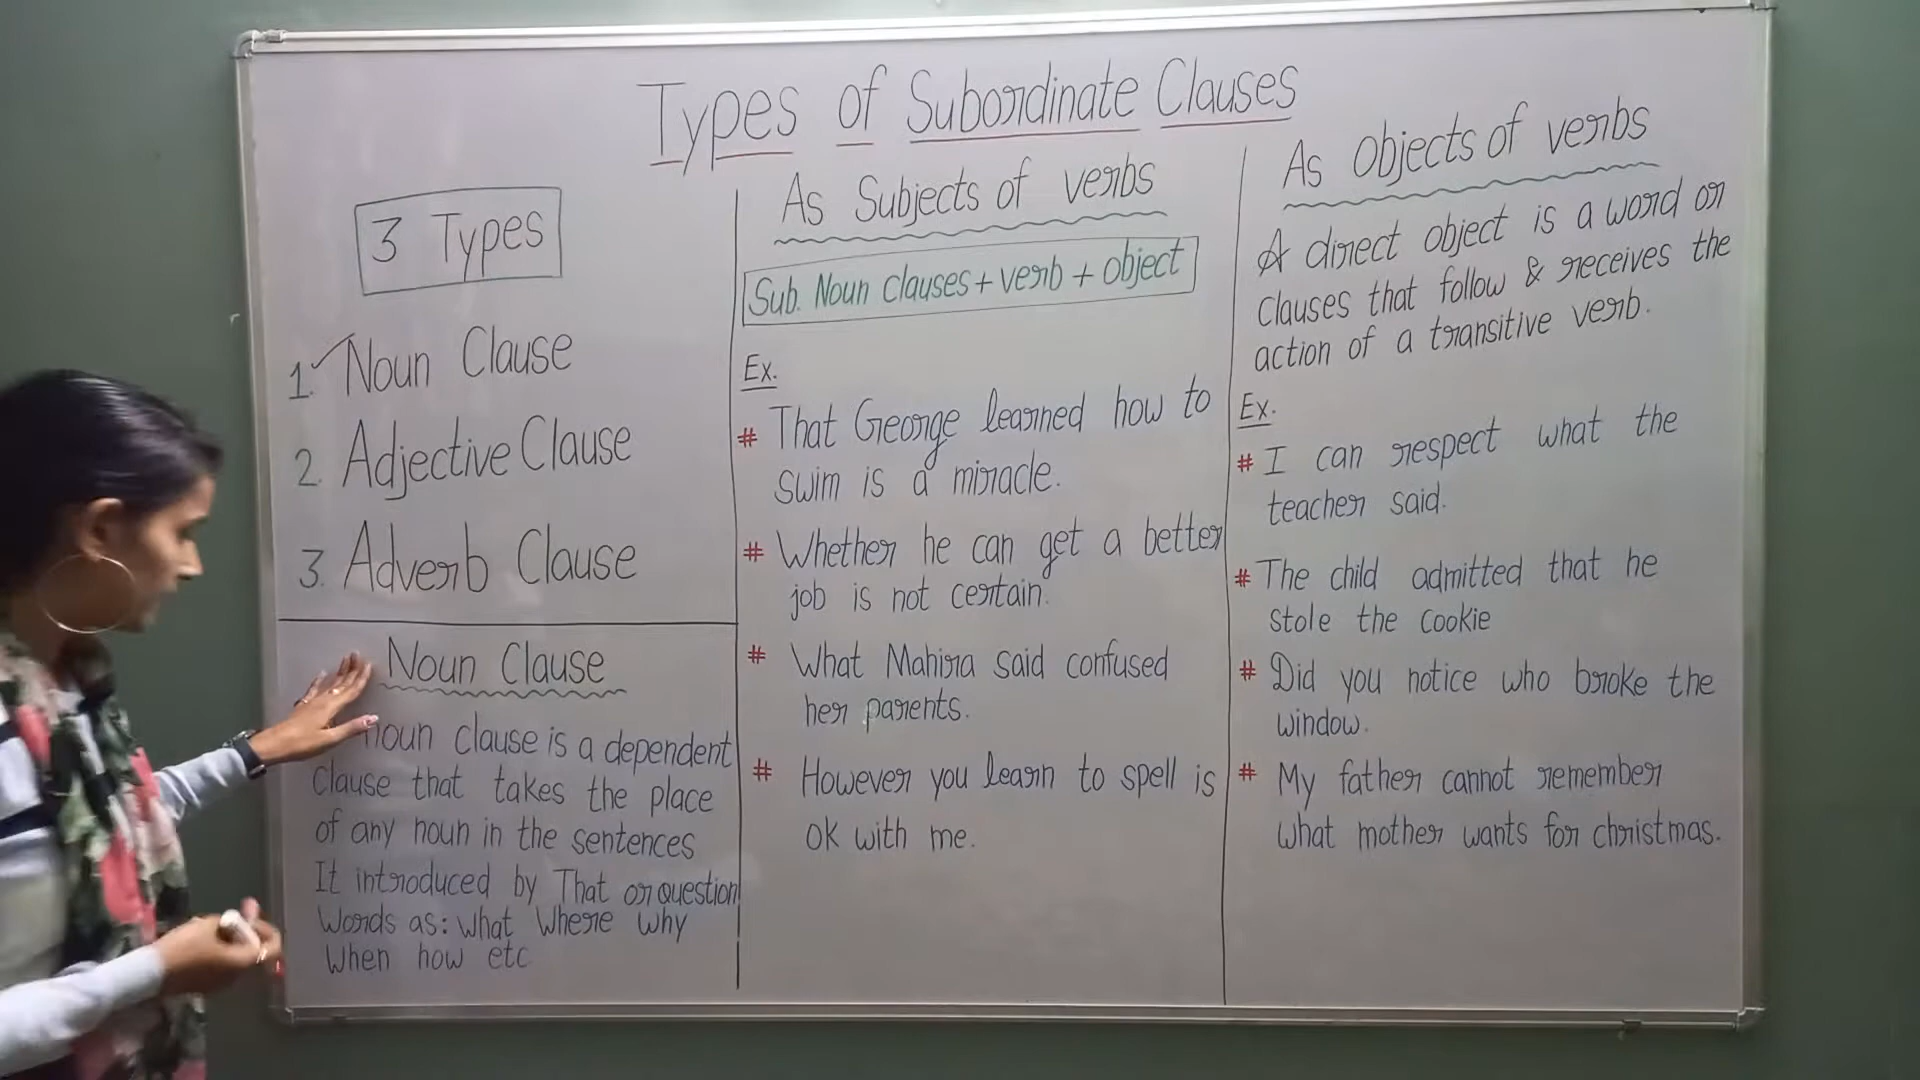 Types of Subordinate Clauses
3 Types
1. Noun Clause
2. Adjective Clause
3. Adverb Clause
Noun Clause
noun clause is a dependent
Clause that takes the place
of any noun in the sentences
It introduced by That or question
Words as: what Where why
When how etc
As Subjects of verbs
Sub. Noun clauses + verb + object
Ex.
# That George learned how to
swim is a miracle.
# Whether he can get a better
job is not certain.
# What Mahira said confused
her parents.
# However you learn to spell is
ok with me.
As Objects of verbs
A direct object is a word or
clauses that follow & receives the
action of a transitive verb.
Ex.
# I can respect what the
teacher said.
# The child admitted that he
stole the cookie
# Did you notice who broke the
window.
# My father cannot remember
what mother wants for christmas.